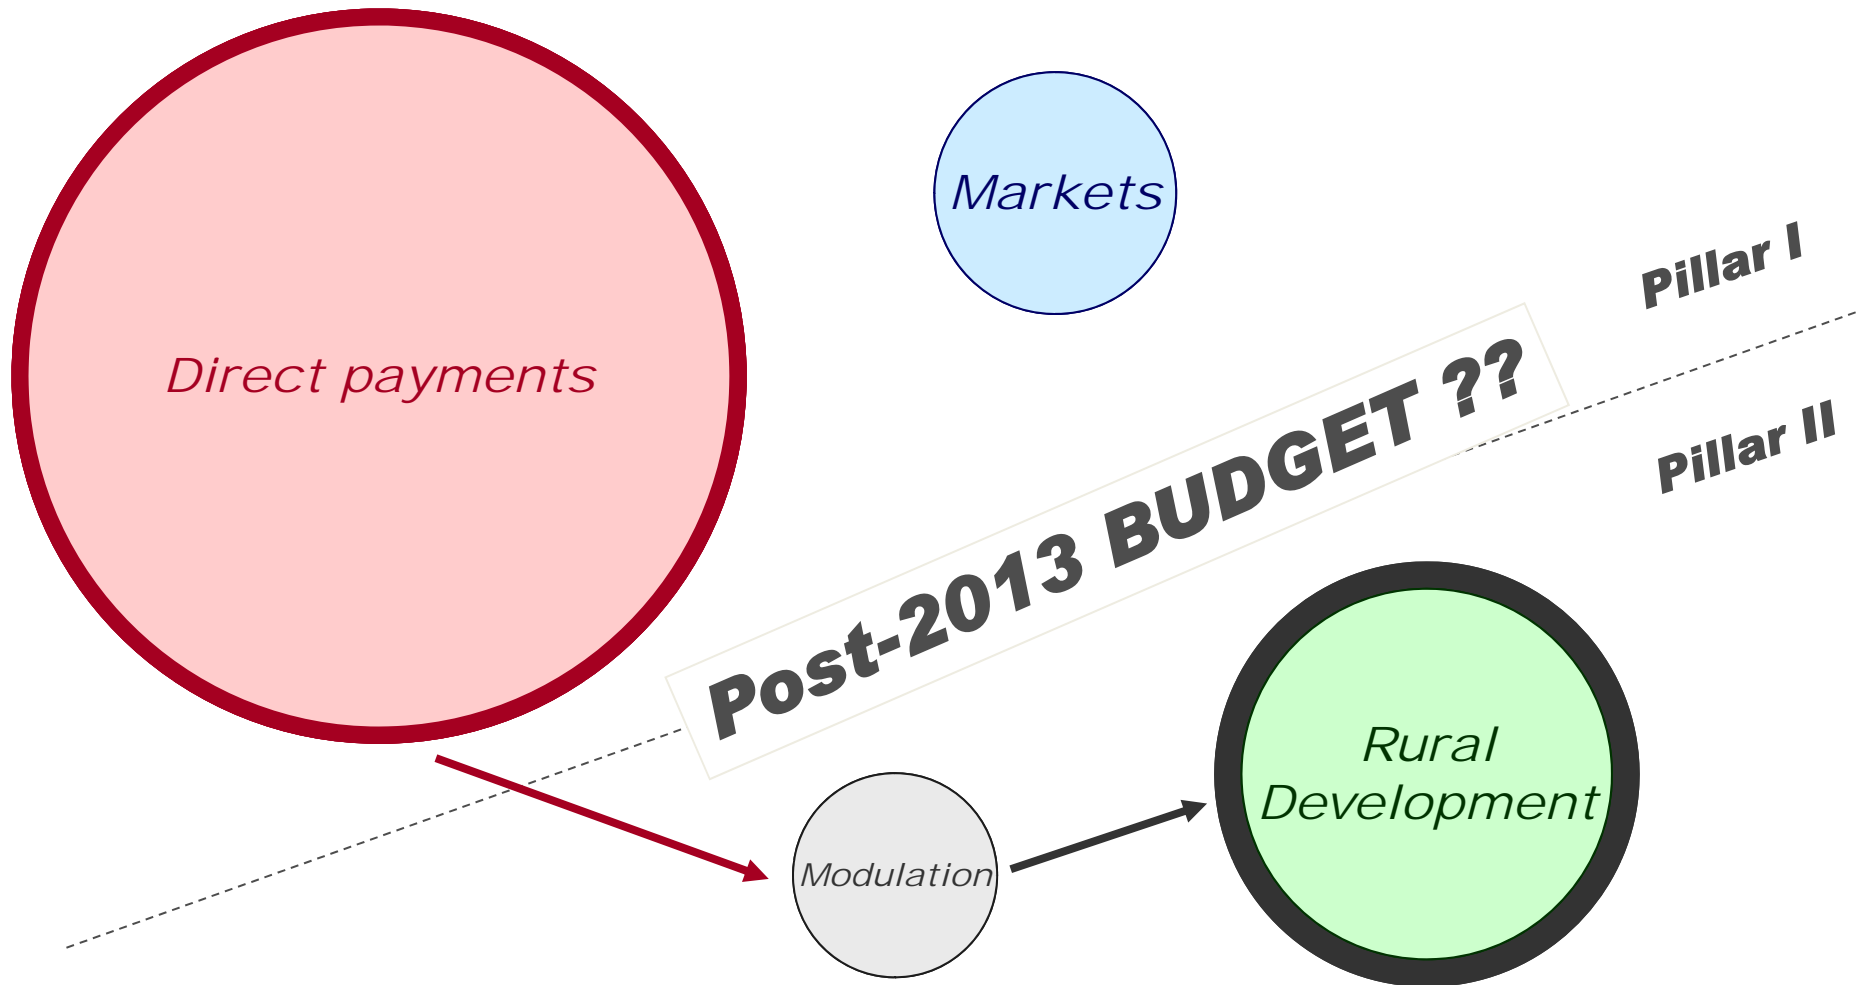 Markets
Pillar I
Direct payments
Post-2013 BUDGET ??
Pillar II
Rural
Development
Modulation